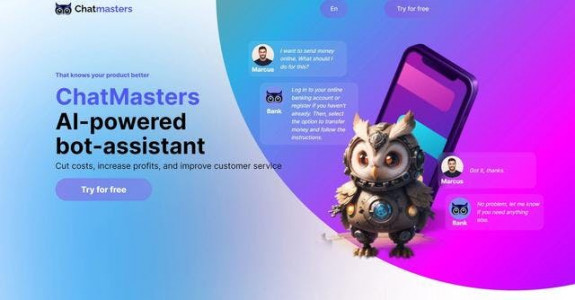 Chatmasters
En
Try for free
That knows your product better
ChatMasters
AI-powered
bot-assistant
Cut costs, increase profits, and improve customer service
Try for free
I want to send money
online. What should I
do for this?
Marcus
Log in to your online
banking account or
register if you haven't
already. Then, select
the option to transfer
money and follow the
instructions.
Bank
Got it, thanks.
Marcus
No problem, let me know
if you need anything
else.
Bank